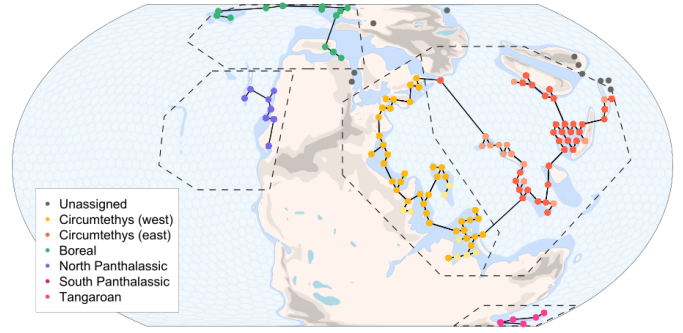 Unassigned
Circumtethys (west)
Circumtethys (east)
Boreal
North Panthalassic
South Panthalassic
Tangaroan